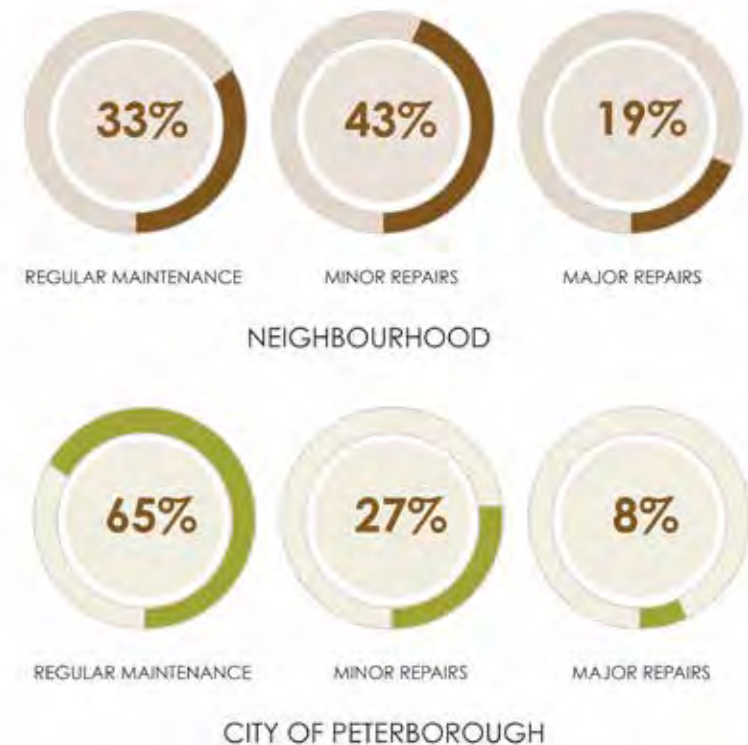 33% 43% 19%
REGULAR MAINTENANCE MINOR REPAIRS MAJOR REPAIRS
NEIGHBOURHOOD
65% 27% 8%
REGULAR MAINTENANCE MINOR REPAIRS MAJOR REPAIRS
CITY OF PETERBOROUGH